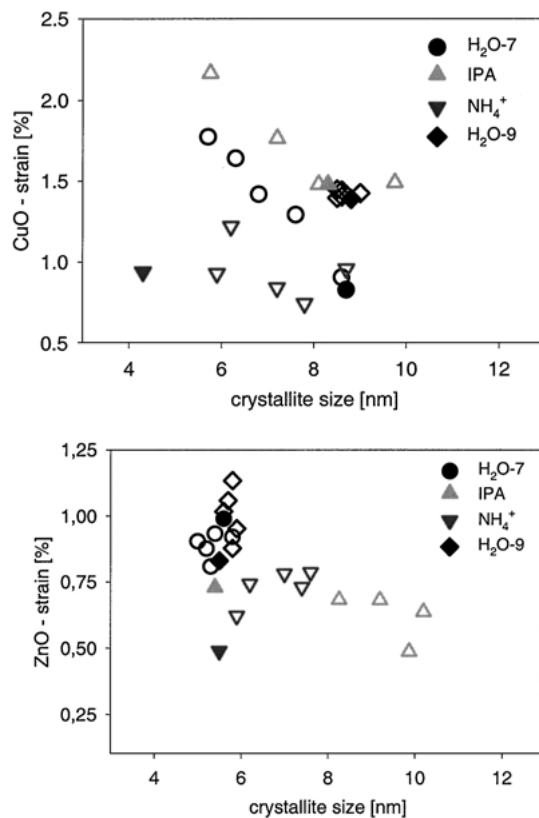 2.5
2.0
1.5
1.0
0.5
CuO - strain [%]
H₂O-7
IPA
NH₄⁺
H₂O-9
4 6 8 10 12
crystallite size [nm]
1,25
1,00
0,75
0,50
0,25
ZnO - strain [%]
H₂O-7
IPA
NH₄⁺
H₂O-9
4 6 8 10 12
crystallite size [nm]